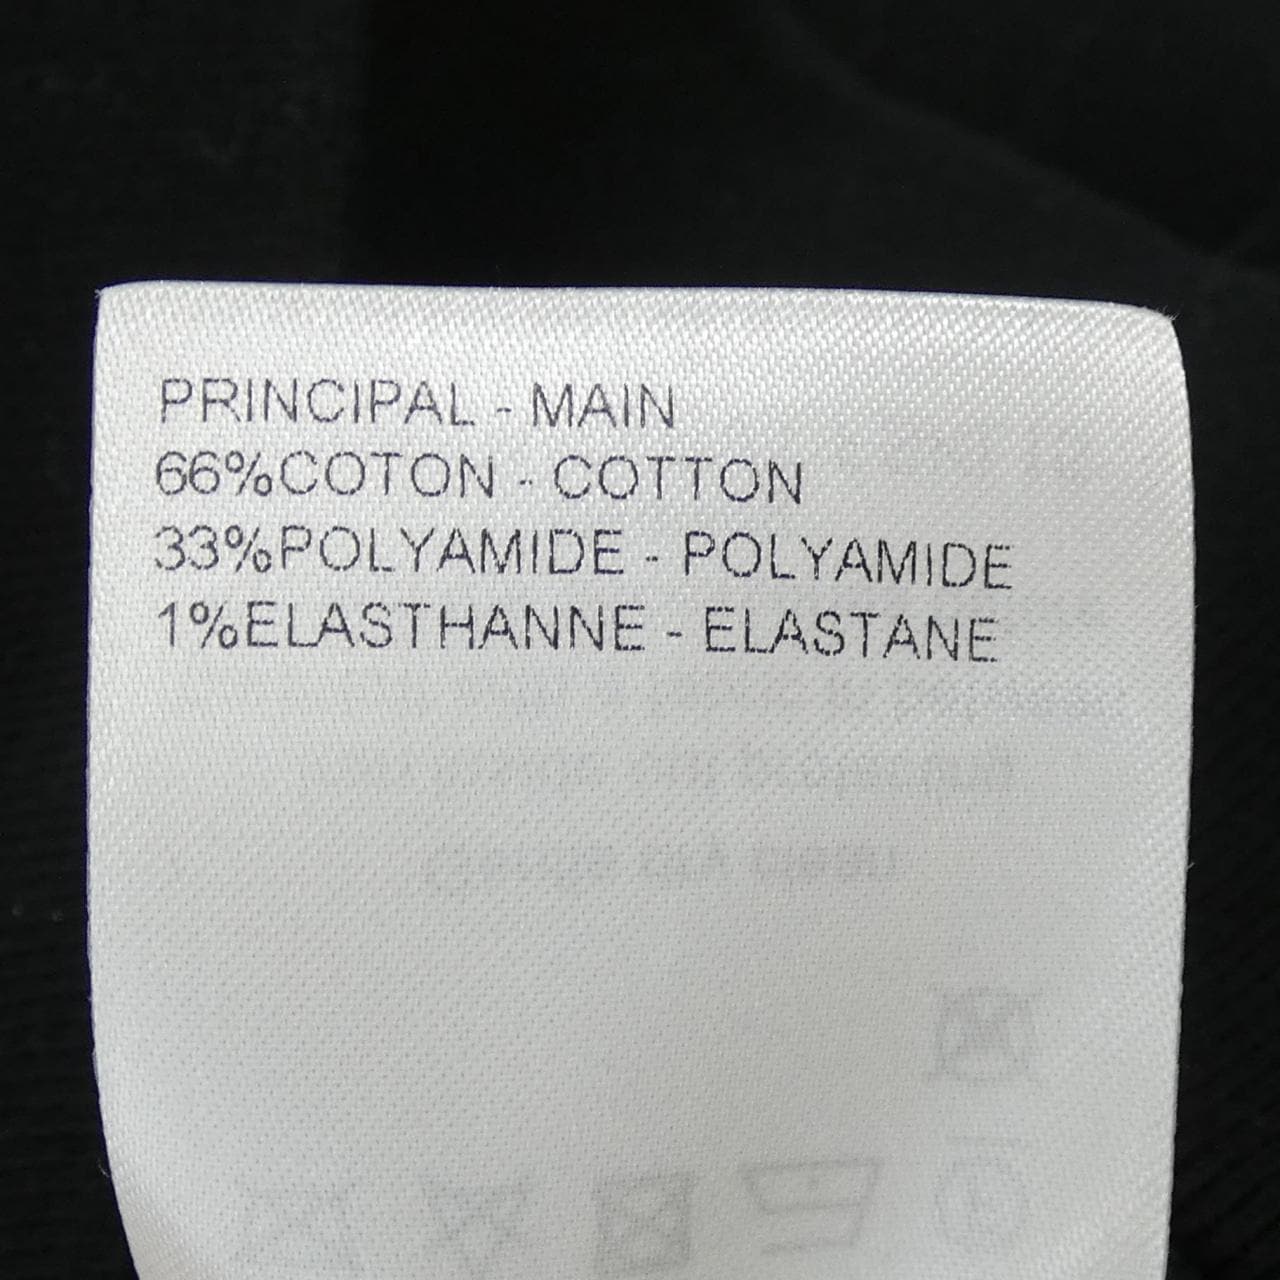 PRINCIPAL - MAIN
66%COTON - COTTON
33%POLYAMIDE - POLYAMIDE
1%ELASTHANNE - ELASTANE